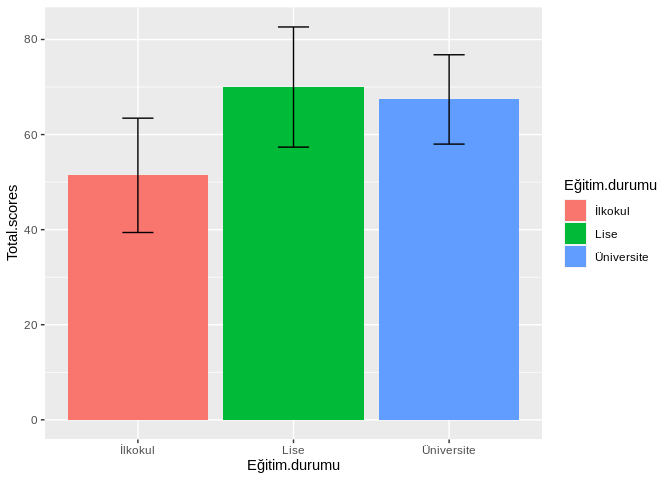 80
60
40
20
0
Total.scores
İlkokul
Lise
Üniversite
Eğitim.durumu
Eğitim.durumu
İlkokul
Lise
Üniversite